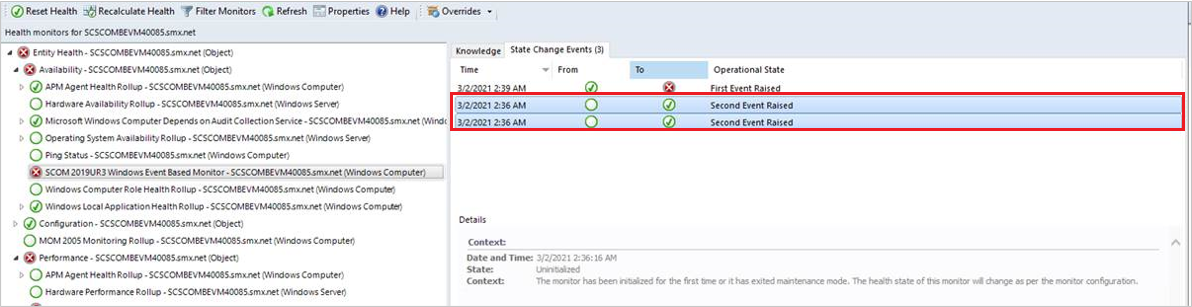 Reset Health Recalculate Health Filter Monitors Refresh Properties Help Overrides
Health monitors for SCSCOMBEVM40085.smx.net
Entity Health - SCSCOMBEVM40085.smx.net (Object)
Availability - SCSCOMBEVM40085.smx.net (Object)
APM Agent Health Rollup - SCSCOMBEVM40085.smx.net (Windows Computer)
Hardware Availability Rollup - SCSCOMBEVM40085.smx.net (Windows Server)
Microsoft Windows Computer Depends on Audit Collection Service - SCSCOMBEVM40085.smx.net (Windo
Operating System Availability Rollup - SCSCOMBEVM40085.smx.net (Windows Server)
Ping Status - SCSCOMBEVM40085.smx.net (Windows Computer)
SCOM 2019UR3 Windows Event Based Monitor - SCSCOMBEVM40085.smx.net (Windows Computer)
Windows Computer Role Health Rollup - SCSCOMBEVM40085.smx.net (Windows Computer)
Windows Local Application Health Rollup - SCSCOMBEVM40085.smx.net (Windows Computer)
Configuration - SCSCOMBEVM40085.smx.net (Object)
MOM 2005 Monitoring Rollup - SCSCOMBEVM40085.smx.net (Windows Computer)
Performance - SCSCOMBEVM40085.smx.net (Object)
APM Agent Health Rollup - SCSCOMBEVM40085.smx.net (Windows Computer)
Hardware Performance Rollup - SCSCOMBEVM40085.smx.net (Windows Server)
Knowledge State Change Events (3)
Time From To Operational State
3/2/2021 2:39 AM First Event Raised
3/2/2021 2:36 AM Second Event Raised
3/2/2021 2:36 AM Second Event Raised
Details
Context:
Date and Time: 3/2/2021 2:36:16 AM
State: Uninitialized
Context: The monitor has been initialized for the first time or it has exited maintenance mode. The health state of this monitor will change as per the monitor configuration.